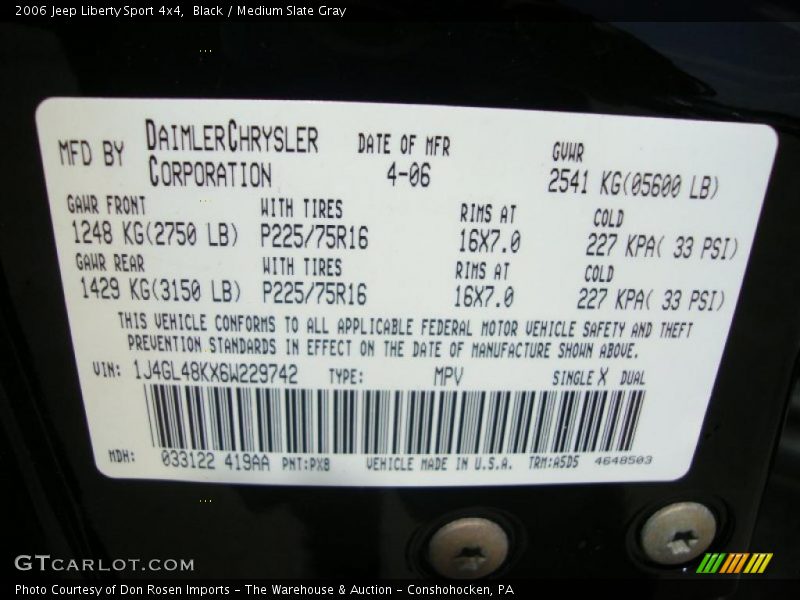 2006 Jeep Liberty Sport 4x4,  Black / Medium Slate Gray
MFD BY DAIMLERCHRYSLER CORPORATION DATE OF MFR 4-06 GVWR 2541 KG(05600 LB)
GAWR FRONT WITH TIRES RIMS AT COLD
1248 KG(2750 LB) P225/75R16 16X7.0 227 KPA( 33 PSI)
GAWR REAR WITH TIRES RIMS AT COLD
1429 KG(3150 LB) P225/75R16 16X7.0 227 KPA( 33 PSI)
THIS VEHICLE CONFORMS TO ALL APPLICABLE FEDERAL MOTOR VEHICLE SAFETY AND THEFT
PREVENTION STANDARDS IN EFFECT ON THE DATE OF MANUFACTURE SHOWN ABOVE.
VIN: 1J4GL48KX6W229742 TYPE: MPV SINGLE X DUAL
MDH: 033122 419AA PNT:PX8 VEHICLE MADE IN U.S.A. TRM:A5D5 4648503
GTCARLOT.COM
Photo Courtesy of Don Rosen Imports - The Warehouse & Auction - Conshohocken, PA